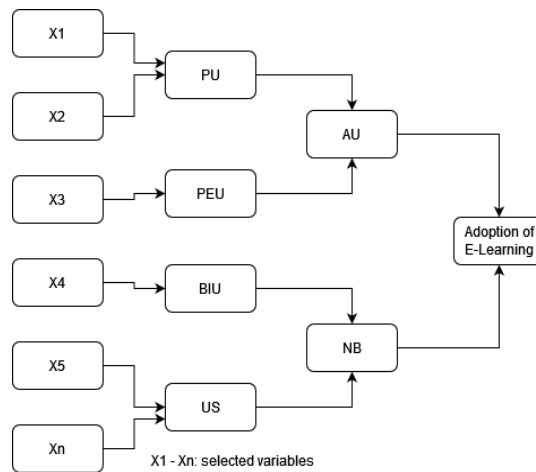 X1
X2
X3
X4
X5
Xn
PU
PEU
BIU
US
AU
NB
Adoption of
E-Learning
X1 - Xn: selected variables